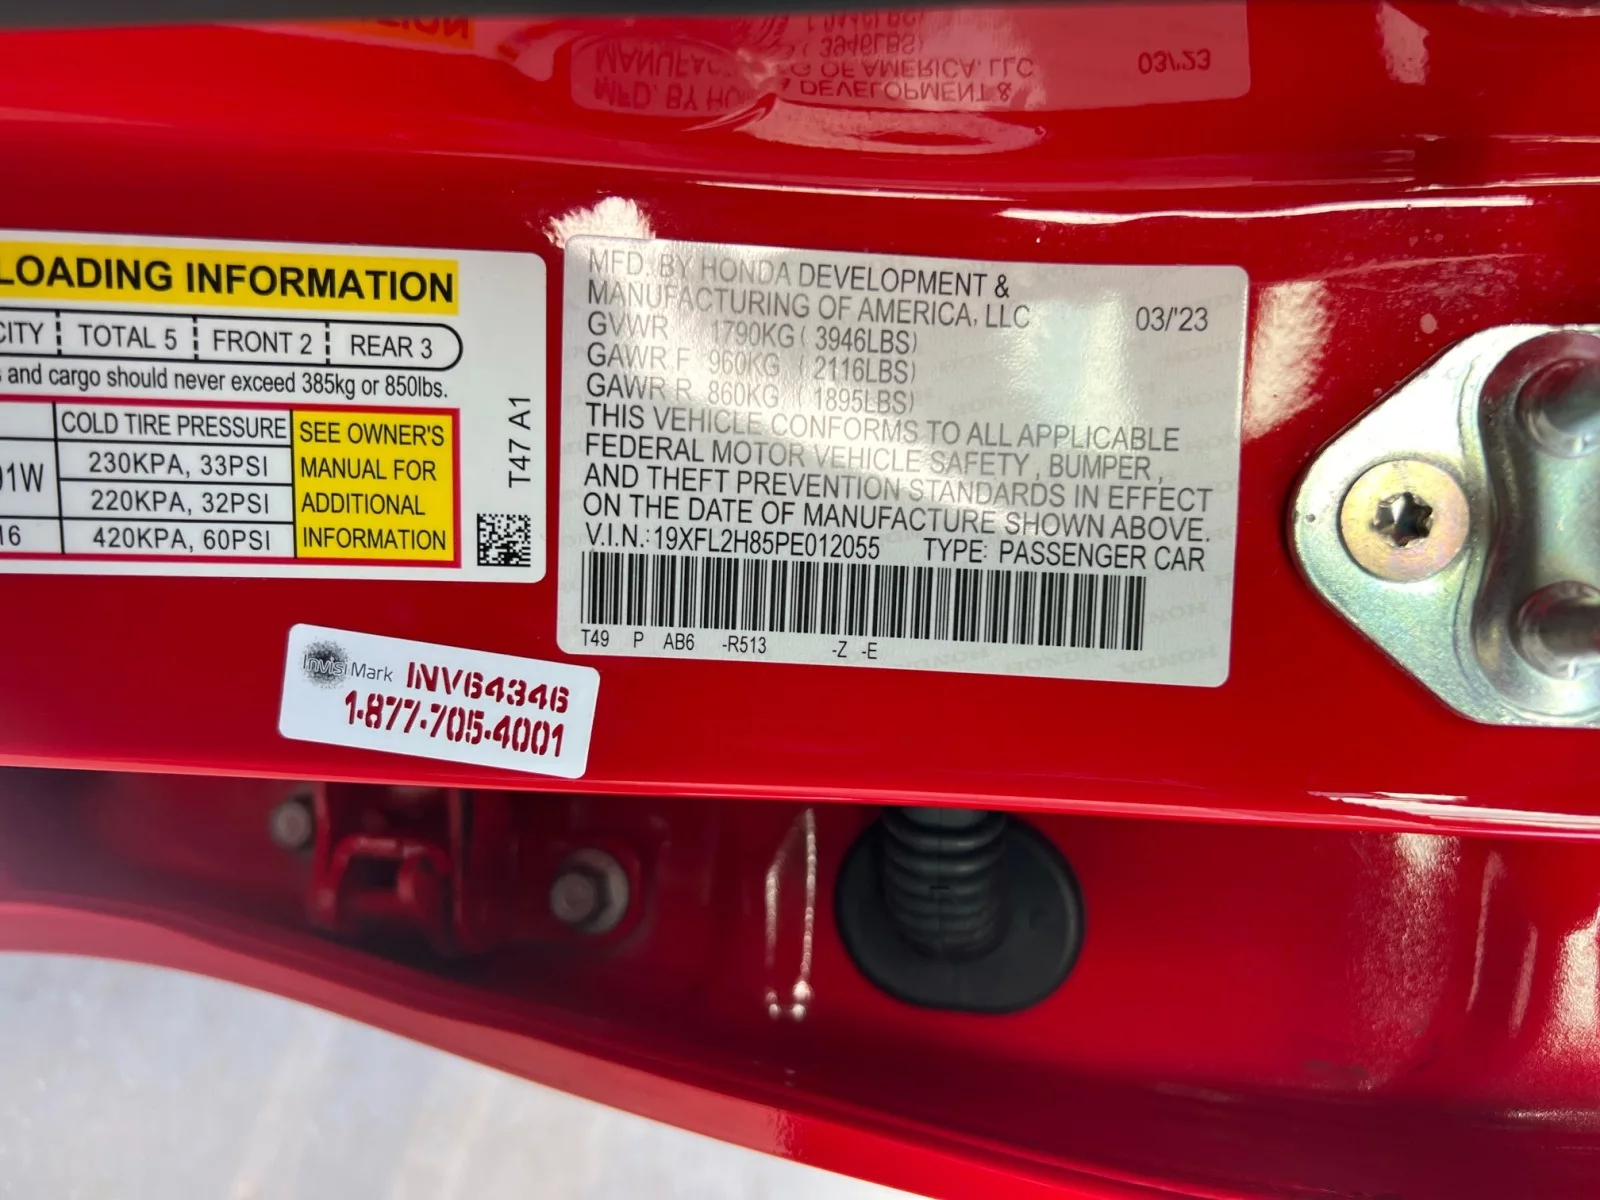 LOADING INFORMATION
CITY TOTAL 5 FRONT 2 REAR 3
and cargo should never exceed 385kg or 850lbs.
COLD TIRE PRESSURE
230KPA, 33PSI
91W 220KPA, 32PSI
16 420KPA, 60PSI
SEE OWNER'S
MANUAL FOR
ADDITIONAL
INFORMATION
T47 A1
MFD. BY HONDA DEVELOPMENT &
MANUFACTURING OF AMERICA, LLC 03/'23
GVWR 1790KG ( 3946LBS)
GAWR F 960KG ( 2116LBS)
GAWR R 860KG ( 1895LBS)
THIS VEHICLE CONFORMS TO ALL APPLICABLE
FEDERAL MOTOR VEHICLE SAFETY, BUMPER,
AND THEFT PREVENTION STANDARDS IN EFFECT
ON THE DATE OF MANUFACTURE SHOWN ABOVE.
V.I.N.: 19XFL2H85PE012055 TYPE: PASSENGER CAR
T49 P AB6 -R513 -Z -E
InvisiMark INV64346
1-877-705-4001